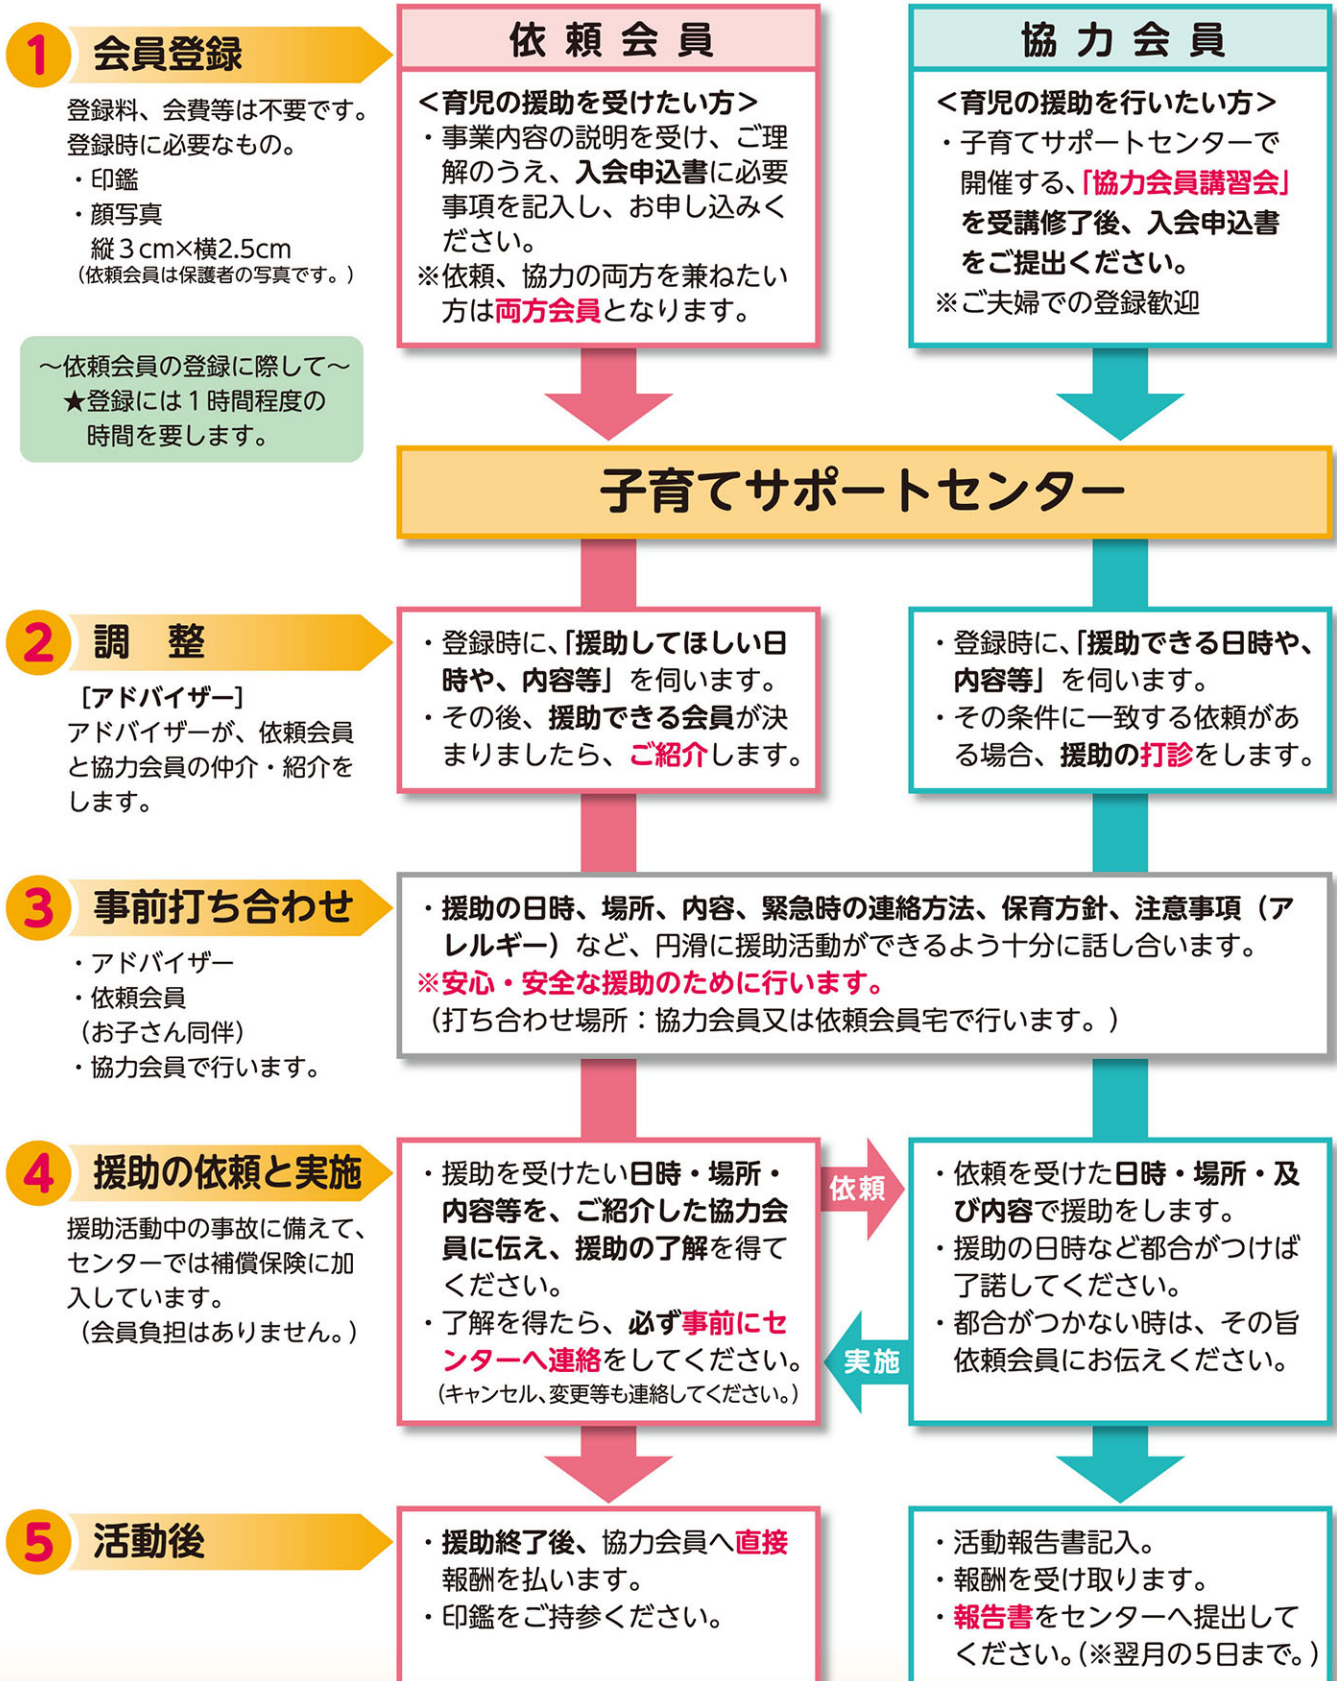 1 会員登録
登録料、会費等は不要です。
登録時に必要なもの。
・印鑑
・顔写真
縦３cm×横2.5cm
（依頼会員は保護者の写真です。）
～依頼会員の登録に際して～
★登録には１時間程度の
時間を要します。
依頼会員
＜育児の援助を受けたい方＞
・事業内容の説明を受け、ご理
解のうえ、入会申込書に必要
事項を記入し、お申し込みく
ださい。
※依頼、協力の両方を兼ねたい
方は両方会員となります。
協力会員
＜育児の援助を行いたい方＞
・子育てサポートセンターで
開催する、「協力会員講習会」
を受講修了後、入会申込書
をご提出ください。
※ご夫婦での登録歓迎
子育てサポートセンター
2 調　整
［アドバイザー］
アドバイザーが、依頼会員
と協力会員の仲介・紹介を
します。
・登録時に、「援助してほしい日
時や、内容等」を伺います。
・その後、援助できる会員が決
まりましたら、ご紹介します。
・登録時に、「援助できる日時や、
内容等」を伺います。
・その条件に一致する依頼があ
る場合、援助の打診をします。
3 事前打ち合わせ
・アドバイザー
・依頼会員
（お子さん同伴）
・協力会員で行います。
・援助の日時、場所、内容、緊急時の連絡方法、保育方針、注意事項（ア
レルギー）など、円滑に援助活動ができるよう十分に話し合います。
※安心・安全な援助のために行います。
（打ち合わせ場所：協力会員又は依頼会員宅で行います。）
4 援助の依頼と実施
援助活動中の事故に備えて、
センターでは補償保険に加
入しています。
（会員負担はありません。）
・援助を受けたい日時・場所・
内容等を、ご紹介した協力会
員に伝え、援助の了解を得て
ください。
・了解を得たら、必ず事前にセ
ンターへ連絡をしてください。
（キャンセル、変更等も連絡してください。）
依頼
実施
・依頼を受けた日時・場所・及
び内容で援助をします。
・援助の日時など都合がつけば
了諾してください。
・都合がつかない時は、その旨
依頼会員にお伝えください。
5 活動後
・援助終了後、協力会員へ直接
報酬を払います。
・印鑑をご持参ください。
・活動報告書記入。
・報酬を受け取ります。
・報告書をセンターへ提出して
ください。（※翌月の5日まで。）